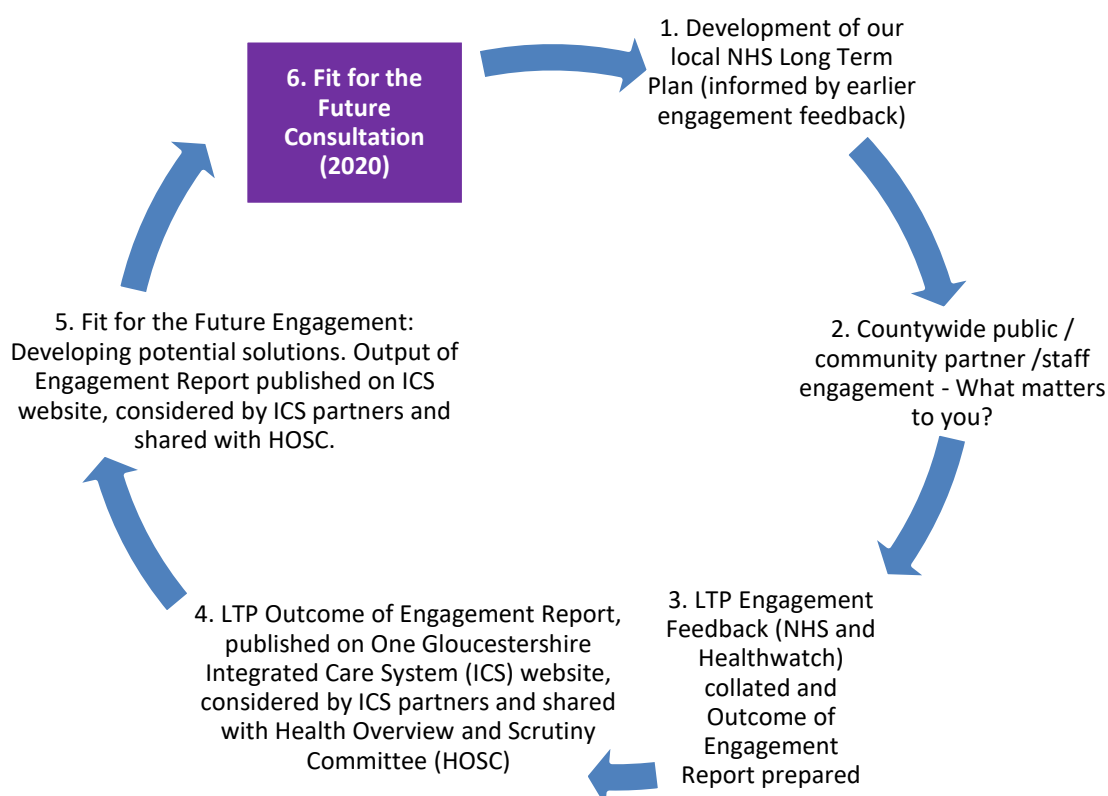 1. Development of our
local NHS Long Term
Plan (informed by earlier
engagement feedback)
2. Countywide public /
community partner /staff
engagement - What matters
to you?
3. LTP Engagement
Feedback (NHS and
Healthwatch)
collated and
Outcome of
Engagement
Report prepared
4. LTP Outcome of Engagement Report,
published on One Gloucestershire
Integrated Care System (ICS) website,
considered by ICS partners and shared
with Health Overview and Scrutiny
Committee (HOSC)
5. Fit for the Future Engagement:
Developing potential solutions. Output of
Engagement Report published on ICS
website, considered by ICS partners and
shared with HOSC.
6. Fit for the
Future
Consultation
(2020)